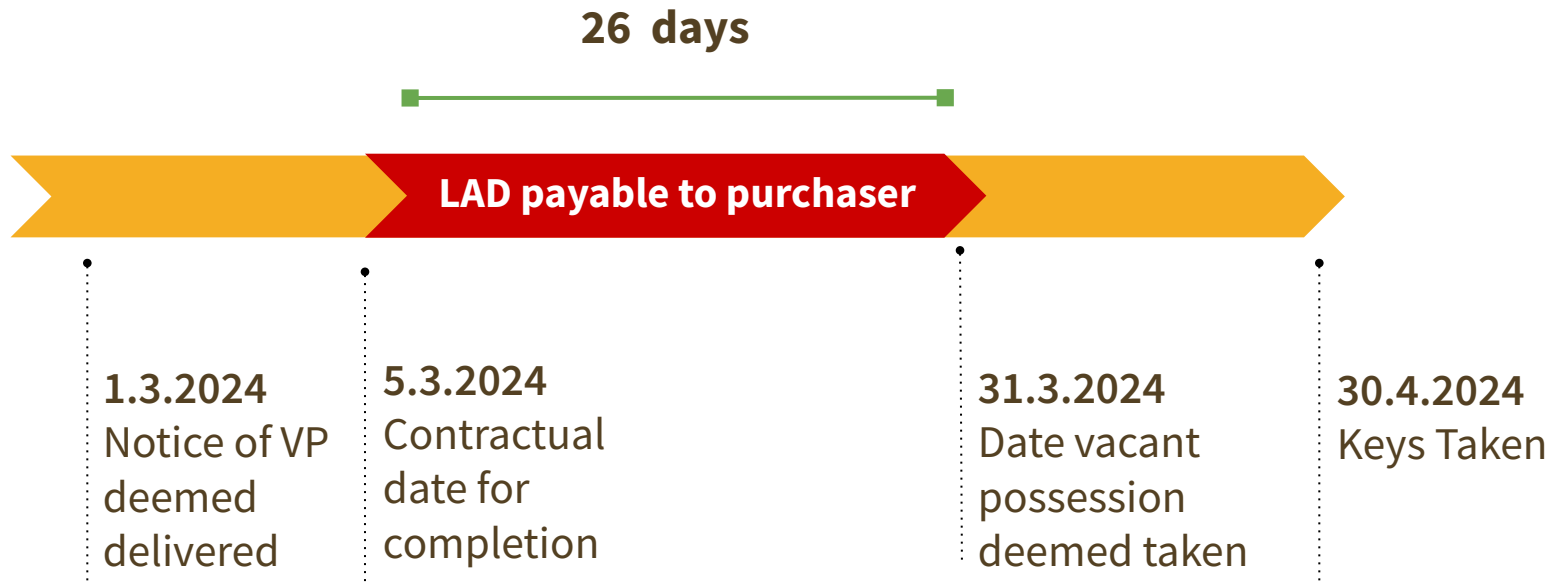 26 days
LAD payable to purchaser
1.3.2024
Notice of VP
deemed
delivered
5.3.2024
Contractual
date for
completion
31.3.2024
Date vacant
possession
deemed taken
30.4.2024
Keys Taken